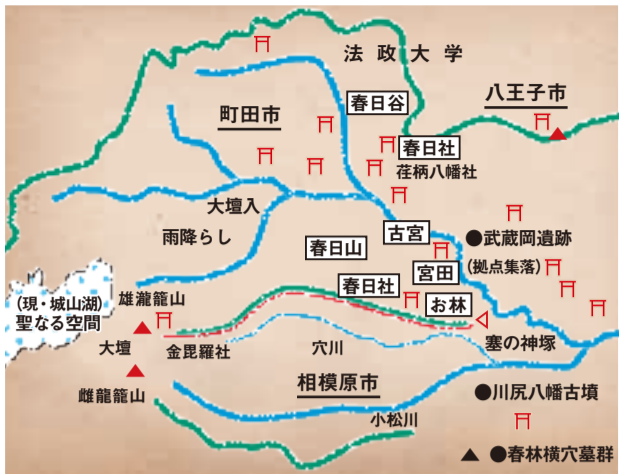 法政大学
八王子市
春日谷
町田市
春日社
荏柄八幡社
大壇入
古宮
雨降らし
春日山
●武蔵岡遺跡
(拠点集落)
宮田
春日社
お林
(現・城山湖)
聖なる空間
雄瀧籠山
塞の神塚
大壇
金毘羅社
穴川
雌龍籠山
相模原市
●川尻八幡古墳
小松川
▲●春林横穴墓群